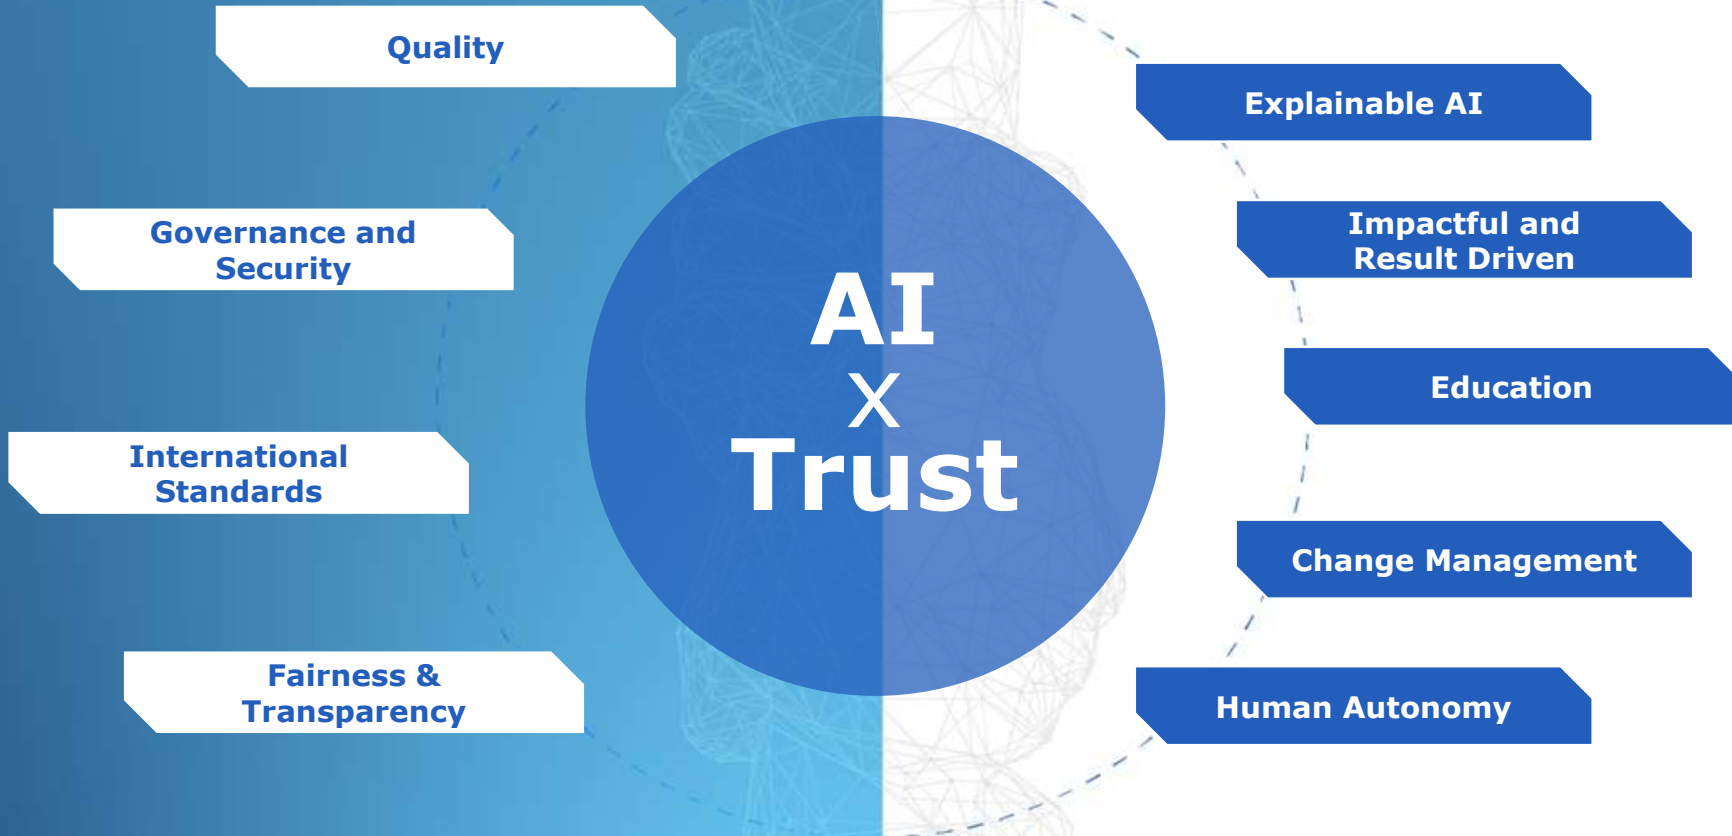 Quality
Governance and
Security
International
Standards
Fairness &
Transparency
AI
x
Trust
Explainable AI
Impactful and
Result Driven
Education
Change Management
Human Autonomy